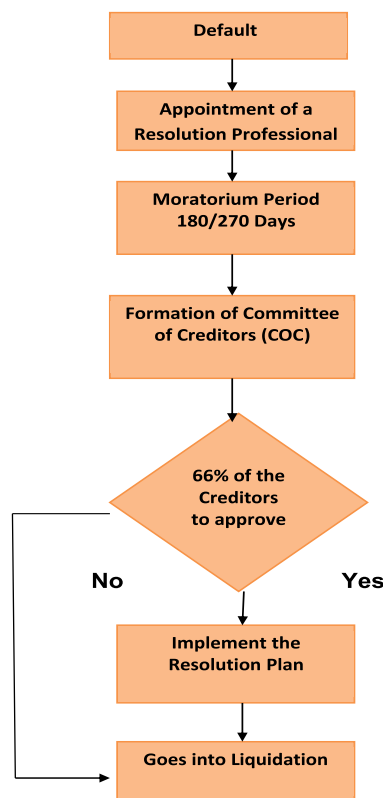 Default
Appointment of a
Resolution Professional
Moratorium Period
180/270 Days
Formation of Committee
of Creditors (COC)
66% of the
Creditors
to approve
No
Yes
Implement the
Resolution Plan
Goes into Liquidation